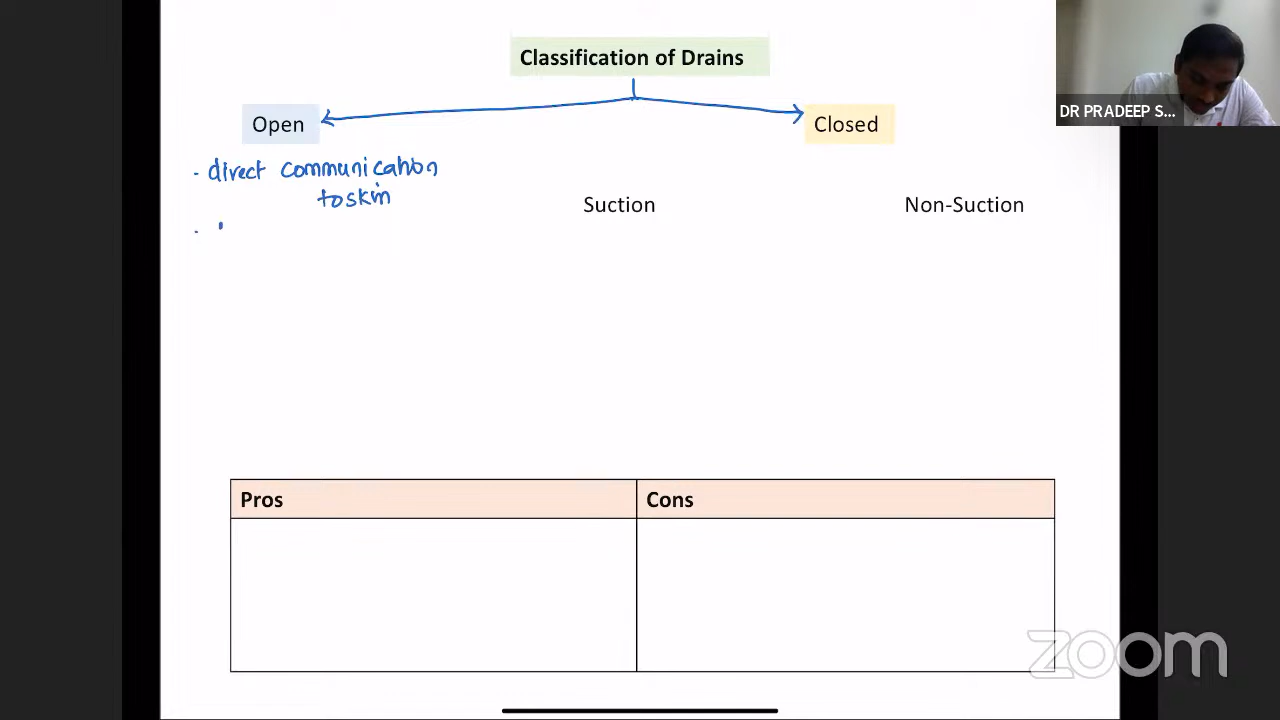 Classification of Drains
DR PRADEEP S...
Open
Closed
- direct communication
to skin
Suction
Non-Suction
Pros
Cons
zoom